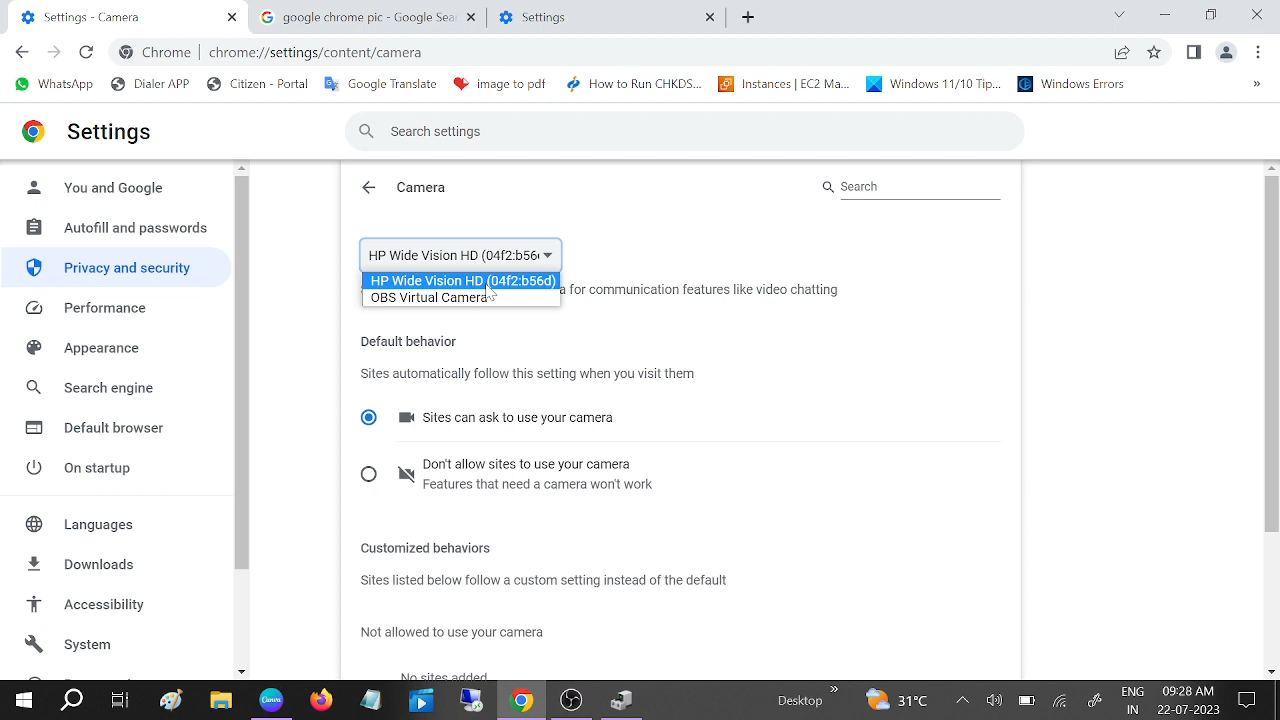 Settings - Camera
google chrome pic - Google Sea
Settings
Chrome
chrome://settings/content/camera
WhatsApp
Dialer APP
Citizen - Portal
Google Translate
image to pdf
How to Run CHKDS...
Instances | EC2 Ma...
Windows 11/10 Tip...
Windows Errors
»
Settings
Search settings
You and Google
Autofill and passwords
Privacy and security
Performance
Appearance
Search engine
Default browser
On startup
Languages
Downloads
Accessibility
System
Camera
Search
HP Wide Vision HD (04f2:b56
HP Wide Vision HD (04f2:b56d)
OBS Virtual Camera
a for communication features like video chatting
Default behavior
Sites automatically follow this setting when you visit them
Sites can ask to use your camera
Don't allow sites to use your camera
Features that need a camera won't work
Customized behaviors
Sites listed below follow a custom setting instead of the default
Not allowed to use your camera
No sites added
Desktop
»
31°C
ENG
IN
09:28 AM
22-07-2023